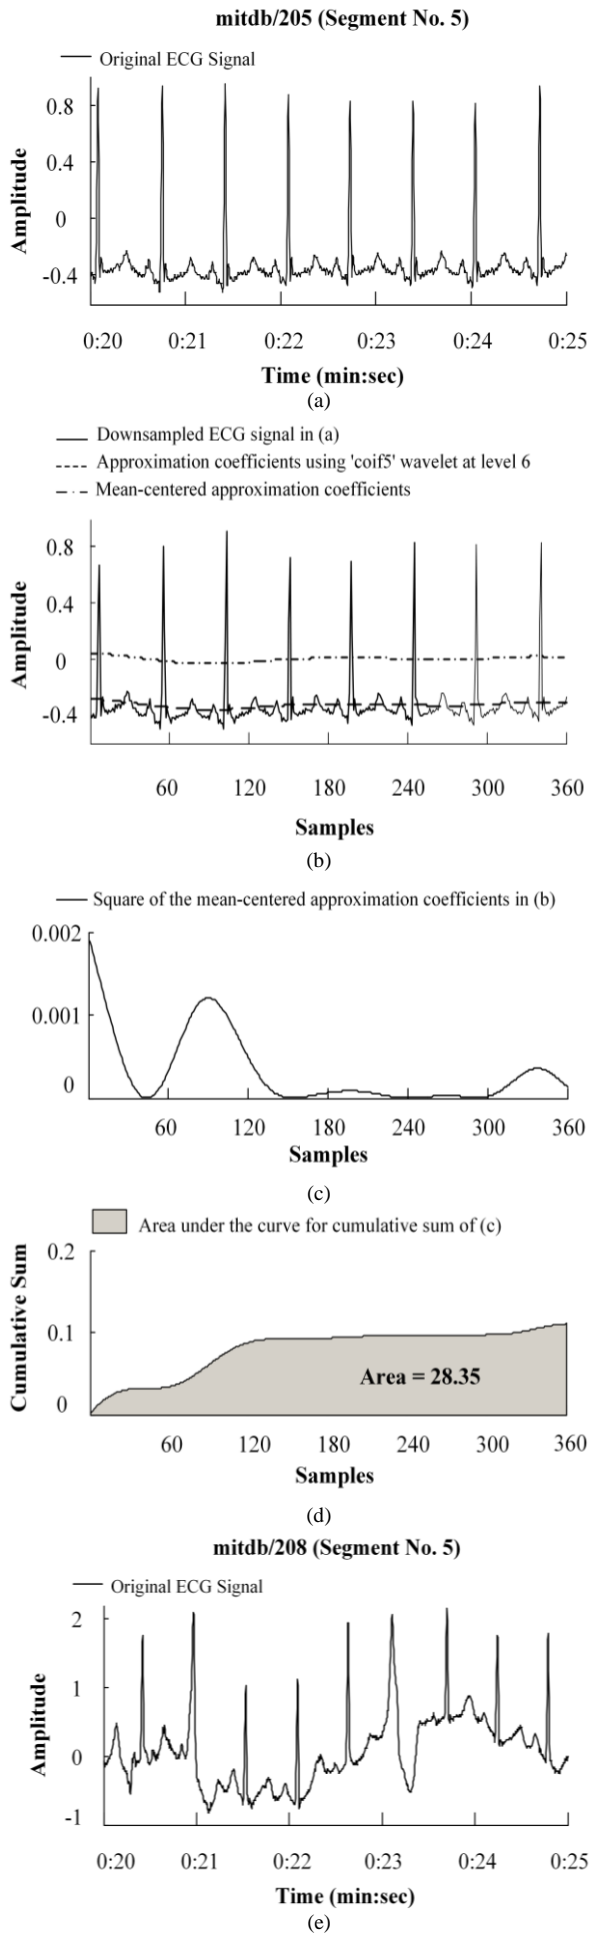 mitdb/205 (Segment No. 5)
Original ECG Signal
Amplitude
0.8
0.4
0
-0.4
0:20 0:21 0:22 0:23 0:24 0:25
Time (min:sec)
(a)
Downsampled ECG signal in (a)
Approximation coefficients using 'coif5' wavelet at level 6
Mean-centered approximation coefficients
Amplitude
0.8
0.4
0
-0.4
60 120 180 240 300 360
Samples
(b)
Square of the mean-centered approximation coefficients in (b)
0.002
0.001
0
60 120 180 240 300 360
Samples
(c)
Area under the curve for cumulative sum of (c)
Cumulative Sum
0.2
0.1
0
Area = 28.35
60 120 180 240 300 360
Samples
(d)
mitdb/208 (Segment No. 5)
Original ECG Signal
Amplitude
2
1
0
-1
0:20 0:21 0:22 0:23 0:24 0:25
Time (min:sec)
(e)